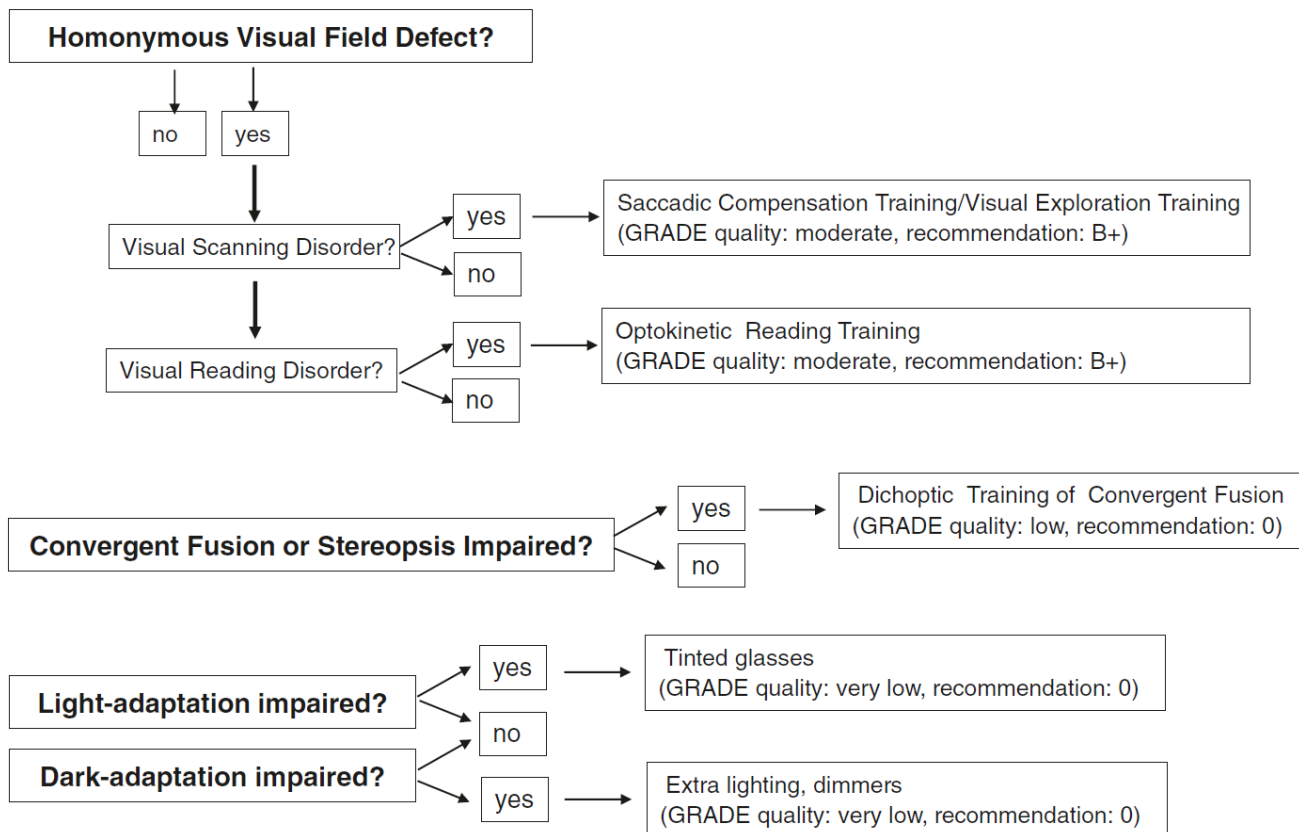 Homonymous Visual Field Defect?
no
yes
Visual Scanning Disorder?
yes
no
Saccadic Compensation Training/Visual Exploration Training
(GRADE quality: moderate, recommendation: B+)
Visual Reading Disorder?
yes
no
Optokinetic Reading Training
(GRADE quality: moderate, recommendation: B+)
Convergent Fusion or Stereopsis Impaired?
yes
no
Dichoptic Training of Convergent Fusion
(GRADE quality: low, recommendation: 0)
Light-adaptation impaired?
yes
no
Tinted glasses
(GRADE quality: very low, recommendation: 0)
Dark-adaptation impaired?
yes
Extra lighting, dimmers
(GRADE quality: very low, recommendation: 0)